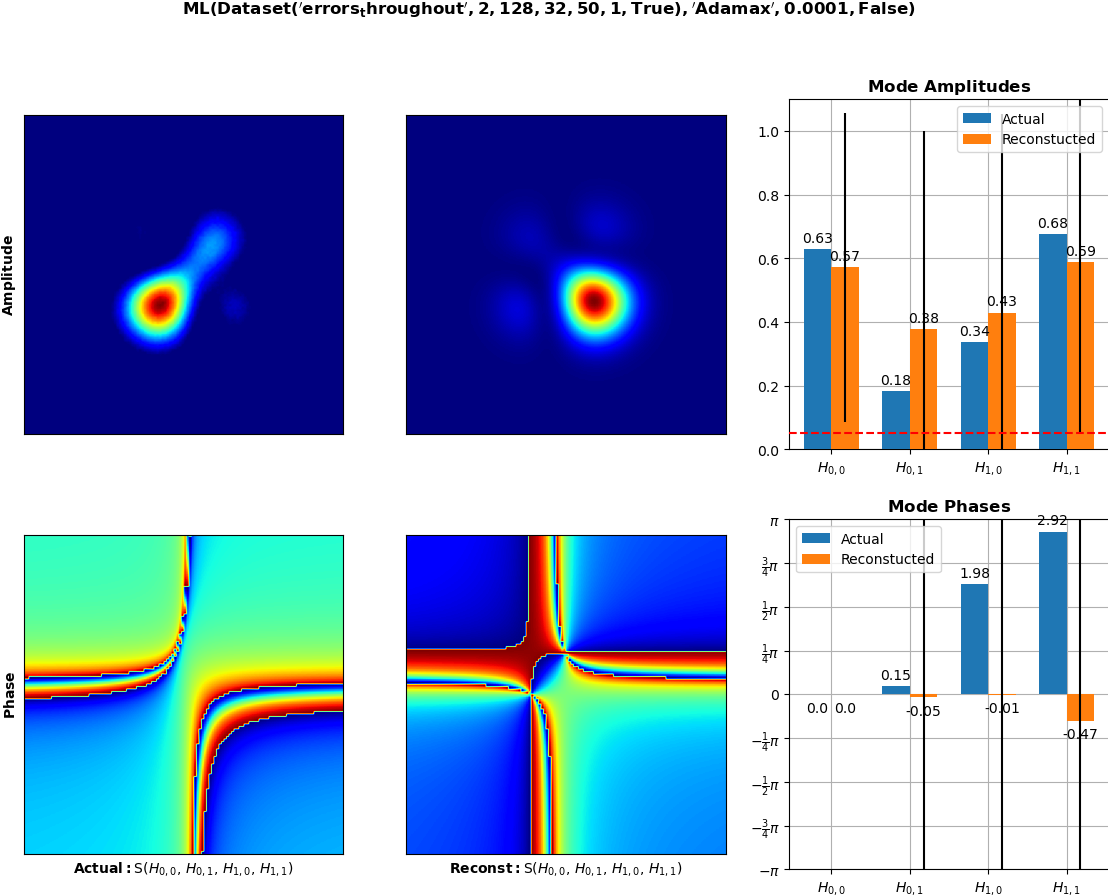 ML(Dataset('errors_throughout', 2, 128, 32, 50, 1, True), 'Adamax', 0.0001, False)
Amplitude
Mode Amplitudes
Actual
Reconstucted
1.0
0.8
0.6
0.4
0.2
0.0
0.63
0.57
0.18
0.38
0.34
0.43
0.68
0.59
H0,0
H0,1
H1,0
H1,1
Phase
Actual: S(H0,0, H0,1, H1,0, H1,1)
Reconst: S(H0,0, H0,1, H1,0, H1,1)
Mode Phases
Actual
Reconstucted
π
3/4π
1/2π
1/4π
0
−1/4π
−1/2π
−3/4π
−π
0.0
0.0
0.15
-0.05
1.98
-0.01
2.92
-0.47
H0,0
H0,1
H1,0
H1,1